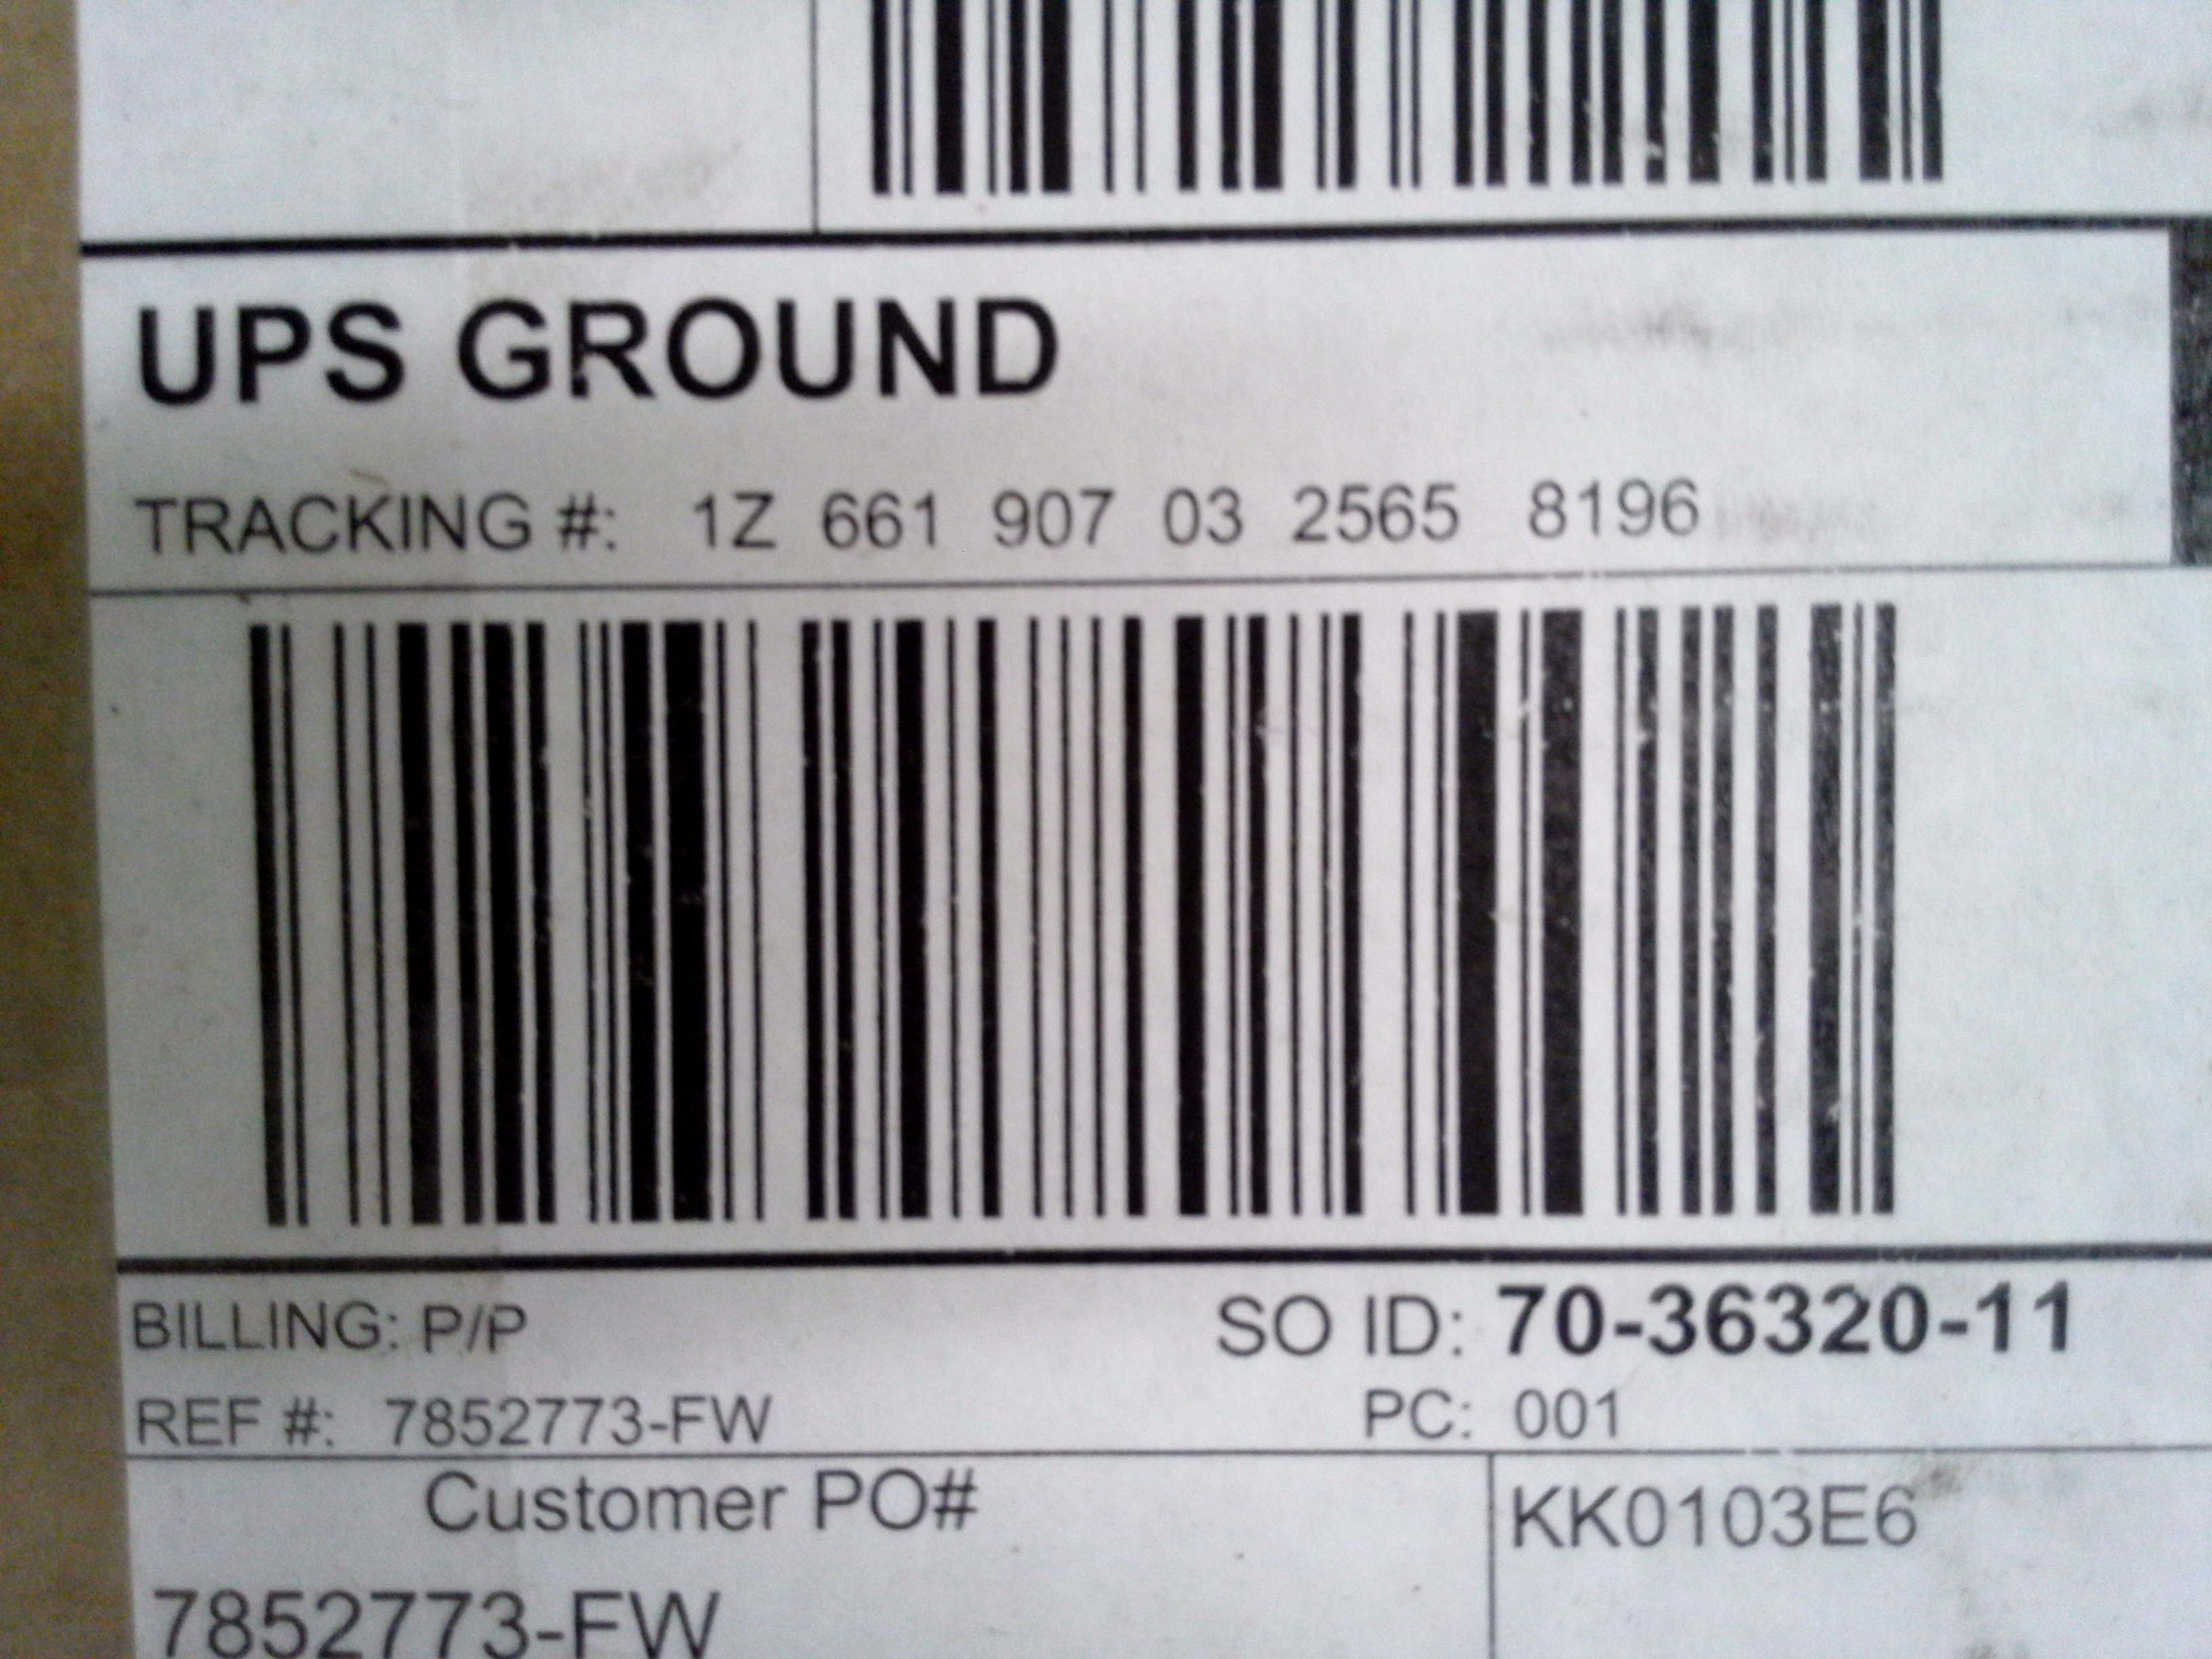 UPS GROUND
TRACKING #: 1Z 661 907 03 2565 8196
BILLING: P/P
SO ID: 70-36320-11
REF #: 7852773-FW
PC: 001
Customer PO#
KK0103E6
7852773-FW